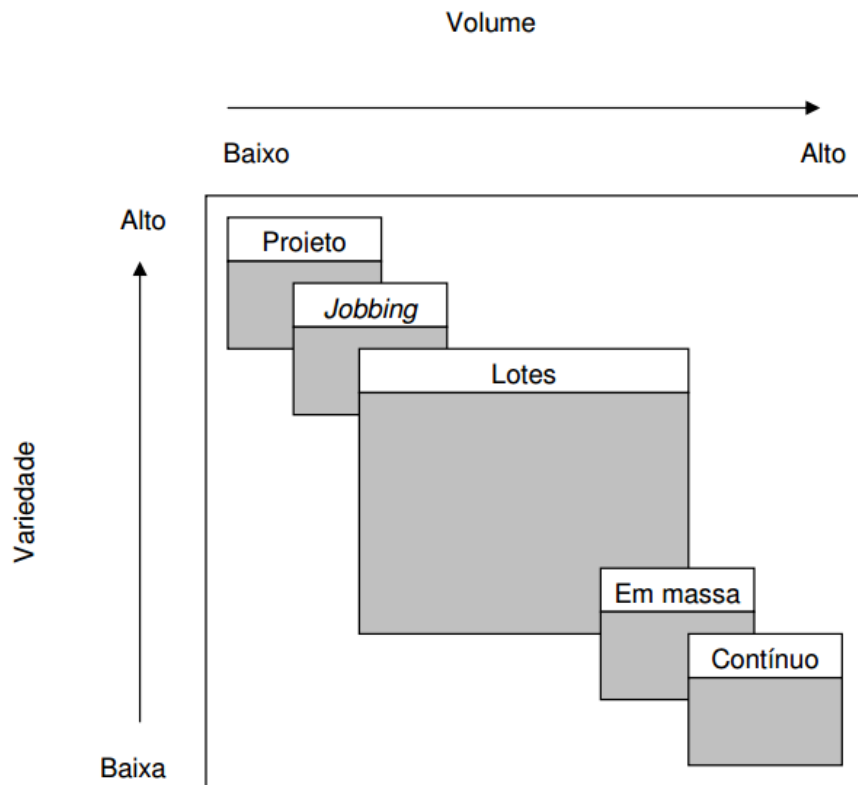 Volume
Baixo
Alto
Alto
Projeto
Jobbing
Lotes
Variedade
Em massa
Contínuo
Baixa